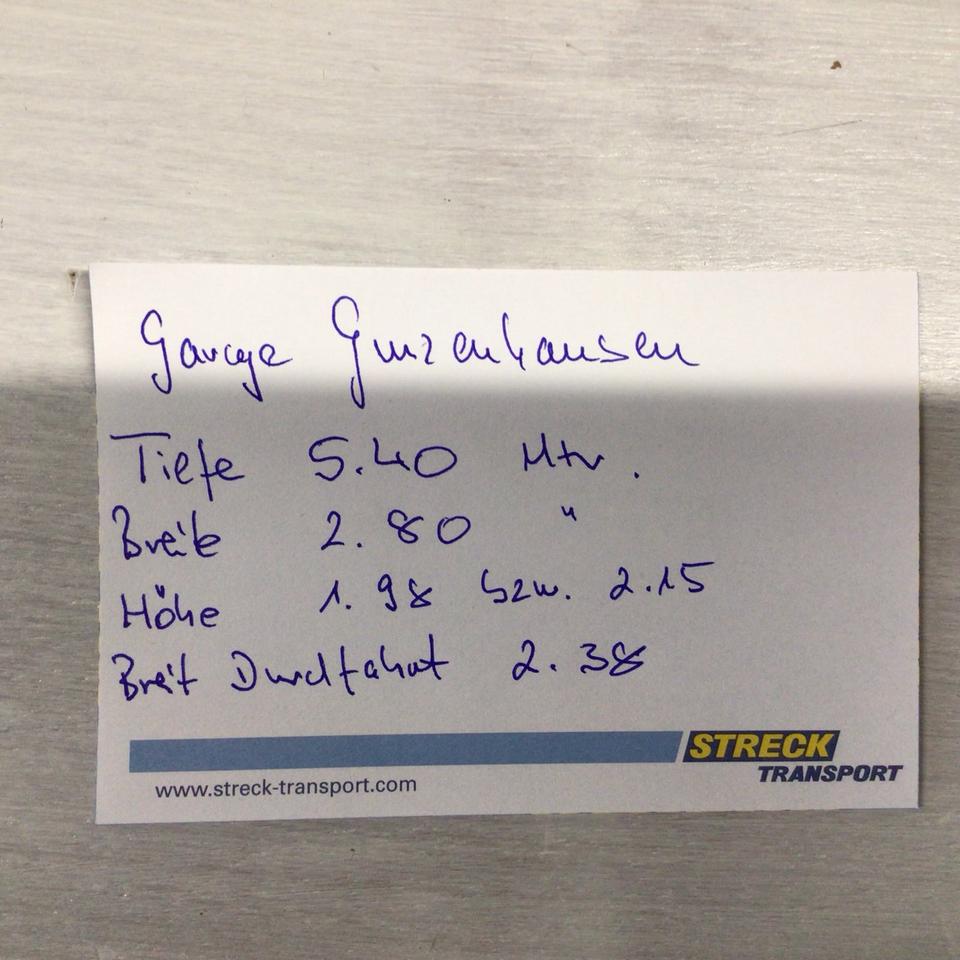 Garage Gunzenhausen
Tiefe 5.40 Mtr.
Breite 2.80 "
Höhe 1.98 bzw. 2.15
Breit Durchfahrt 2.38
STRECK
TRANSPORT
www.streck-transport.com